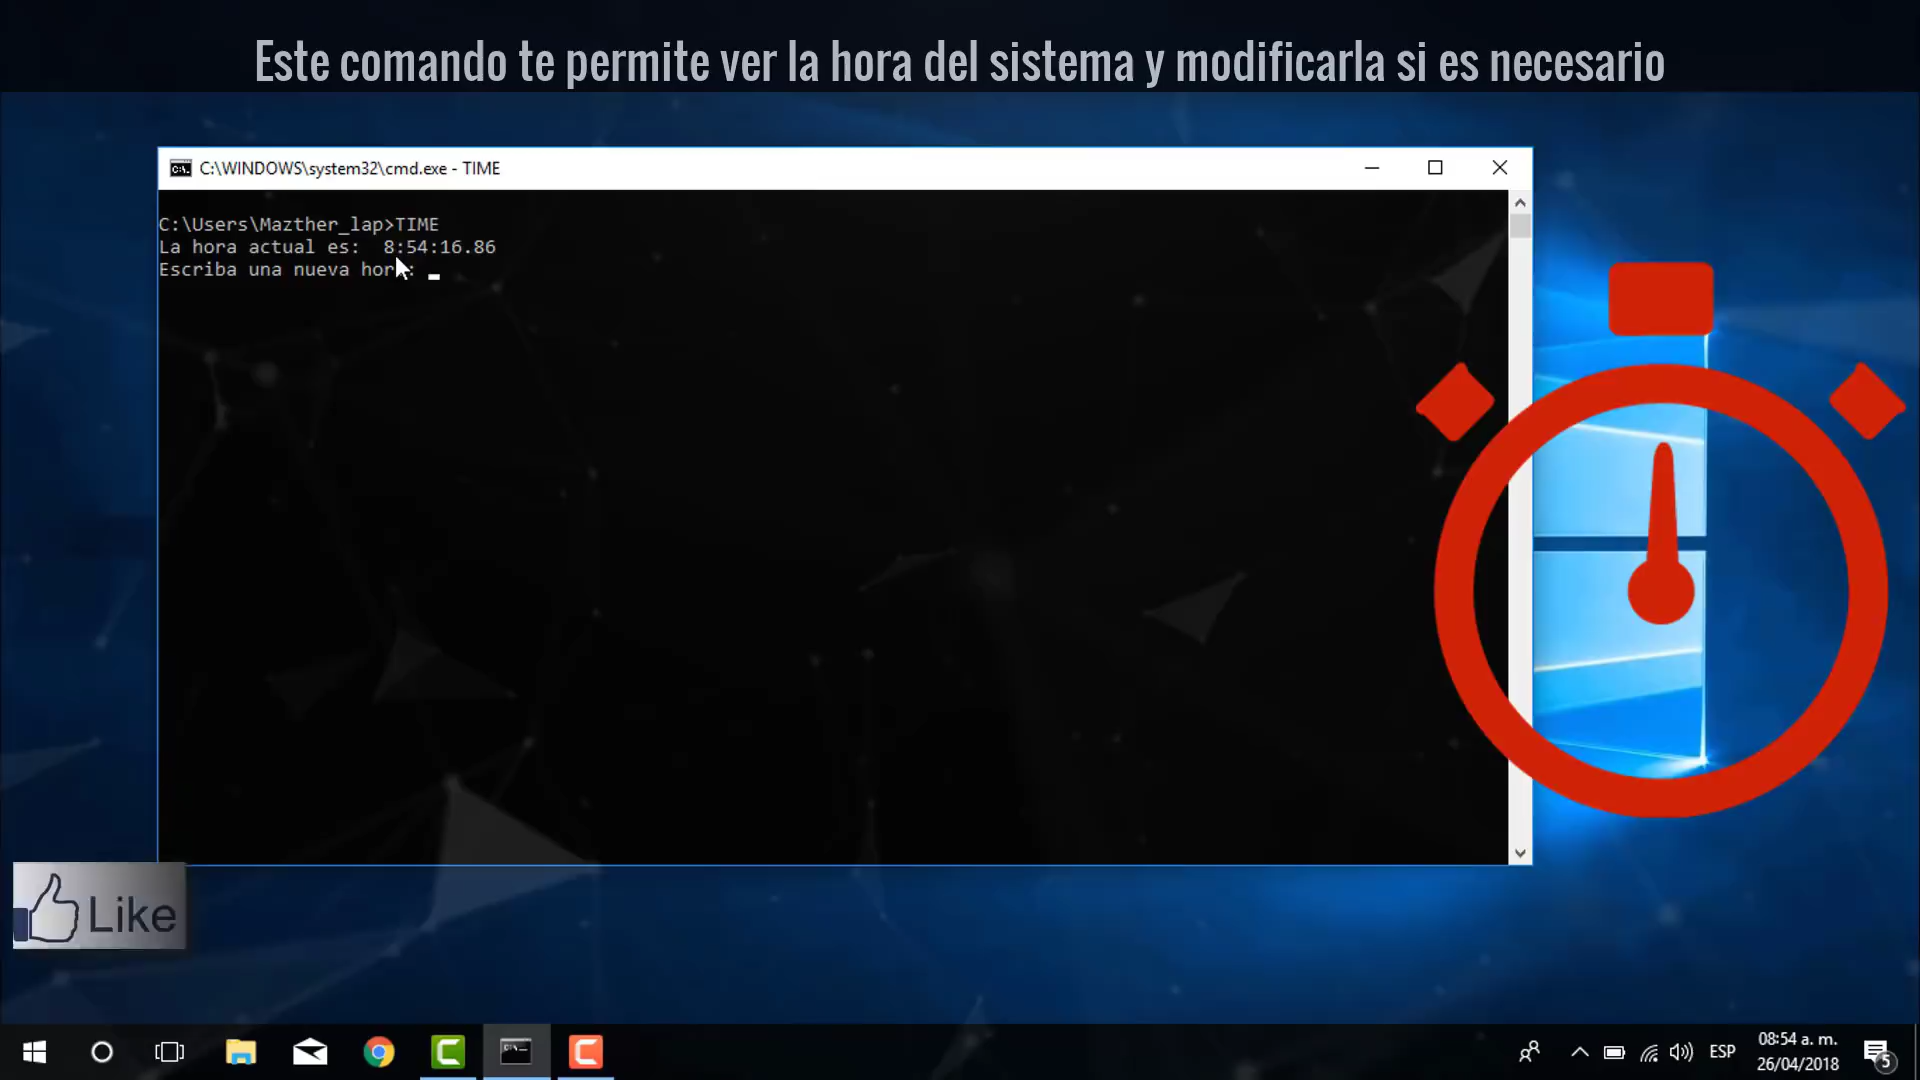 Este comando te permite ver la hora del sistema y modificarla si es necesario
C:\WINDOWS\system32\cmd.exe - TIME
C:\Users\Mazther_lap>TIME
La hora actual es:  8:54:16.86
Escriba una nueva hora:
Like
ESP
08:54 a. m.
26/04/2018
5